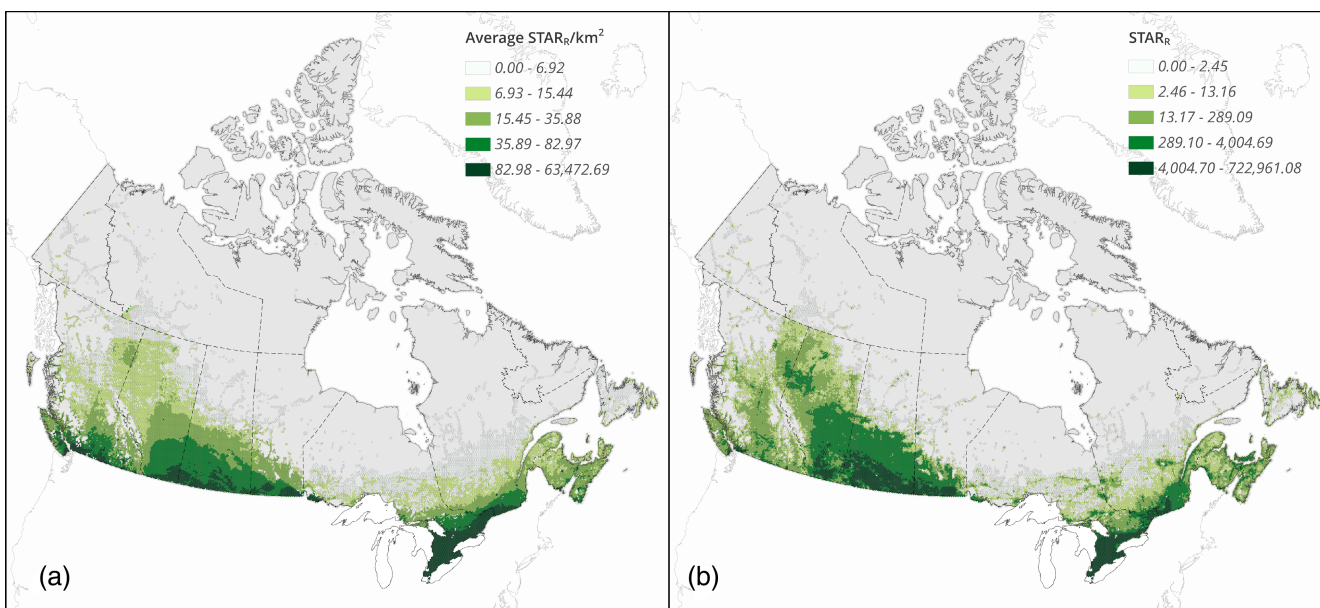 Average STAR_R/km²
0.00 - 6.92
6.93 - 15.44
15.45 - 35.88
35.89 - 82.97
82.98 - 63,472.69
(a)
STAR_R
0.00 - 2.45
2.46 - 13.16
13.17 - 289.09
289.10 - 4,004.69
4,004.70 - 722,961.08
(b)